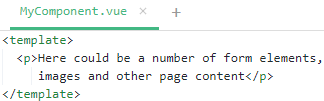 MyComponent.vue × +
<template>
<p>Here could be a number of form elements,
images and other page content</p>
</template>